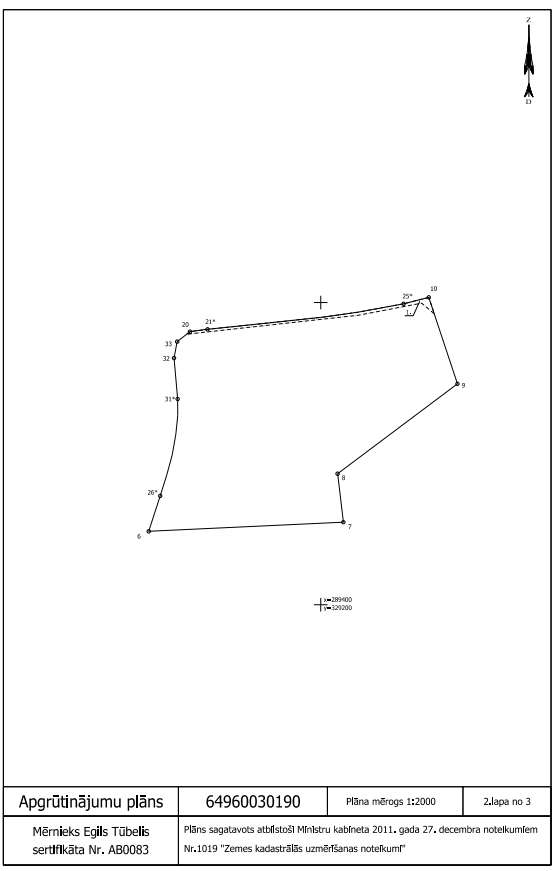 Z
D
10
25*
1.
21*
20
33
32
31*
9
8
26*
7
6
x=289400
y=329200
Apgrūtinājumu plāns
64960030190
Plāna mērogs 1:2000
2.lapa no 3
Mērnieks Egils Tūbelis
sertifikāta Nr. AB0083
Plāns sagatavots atbilstoši Ministru kabineta 2011. gada 27. decembra noteikumiem
Nr.1019 "Zemes kadastrālās uzmērīšanas noteikumi"